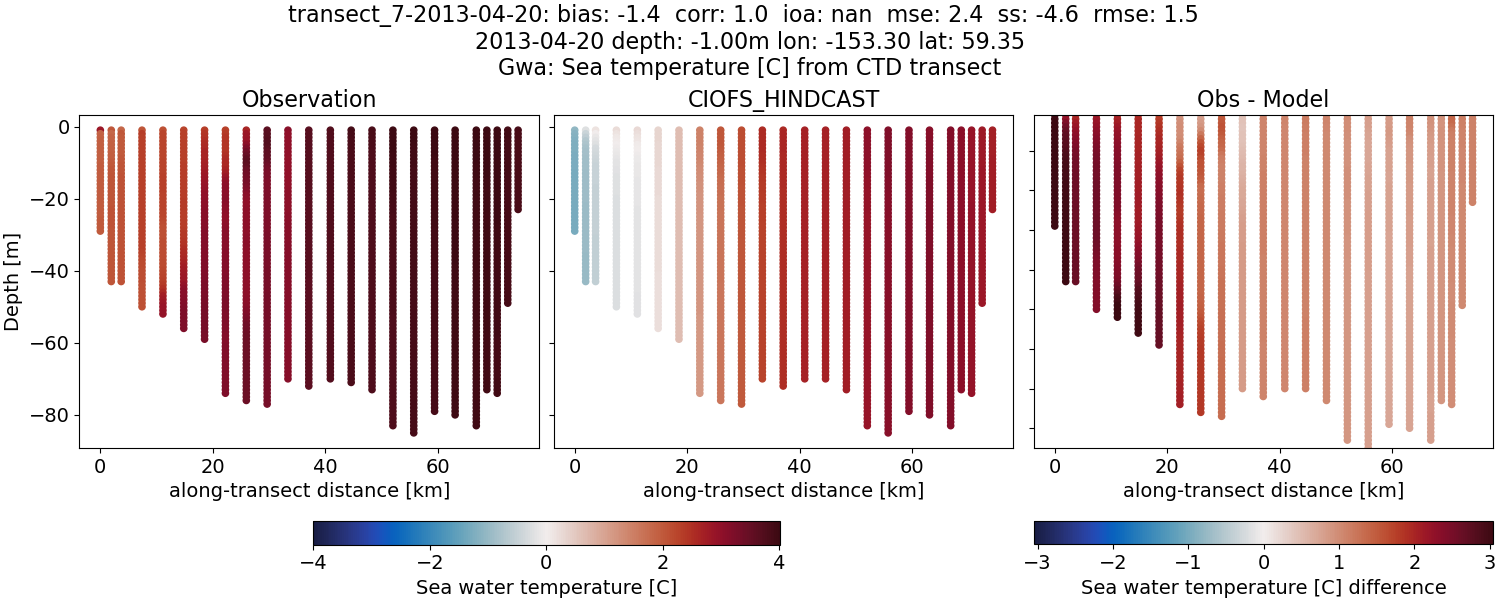 transect_7-2013-04-20: bias: -1.4  corr: 1.0  ioa: nan  mse: 2.4  ss: -4.6  rmse: 1.5
2013-04-20 depth: -1.00m lon: -153.30 lat: 59.35
Gwa: Sea temperature [C] from CTD transect
Observation
CIOFS_HINDCAST
Obs - Model
Depth [m]
0
−20
−40
−60
−80
0 20 40 60
0 20 40 60
0 20 40 60
along-transect distance [km]
along-transect distance [km]
along-transect distance [km]
−4 −2 0 2 4
Sea water temperature [C]
−3 −2 −1 0 1 2 3
Sea water temperature [C] difference